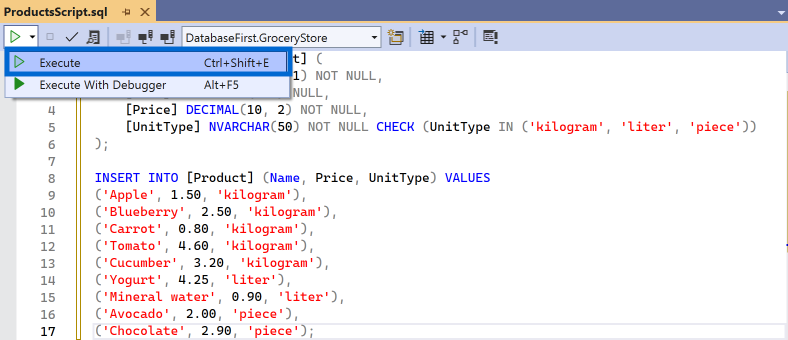 ProductsScript.sql
DatabaseFirst.GroceryStore
Execute Ctrl+Shift+E
Execute With Debugger Alt+F5
t] (
1) NOT NULL,
NULL,
4 [Price] DECIMAL(10, 2) NOT NULL,
5 [UnitType] NVARCHAR(50) NOT NULL CHECK (UnitType IN ('kilogram', 'liter', 'piece'))
6 );
7
8 INSERT INTO [Product] (Name, Price, UnitType) VALUES
9 ('Apple', 1.50, 'kilogram'),
10 ('Blueberry', 2.50, 'kilogram'),
11 ('Carrot', 0.80, 'kilogram'),
12 ('Tomato', 4.60, 'kilogram'),
13 ('Cucumber', 3.20, 'kilogram'),
14 ('Yogurt', 4.25, 'liter'),
15 ('Mineral water', 0.90, 'liter'),
16 ('Avocado', 2.00, 'piece'),
17 ('Chocolate', 2.90, 'piece');